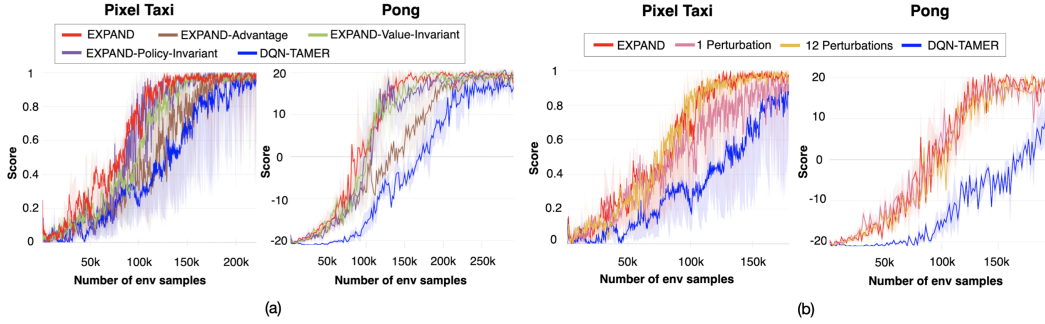 Pixel Taxi
Pong
EXPAND
EXPAND-Advantage
EXPAND-Value-Invariant
EXPAND-Policy-Invariant
DQN-TAMER
Score
1
0.8
0.6
0.4
0.2
0
50k
100k
150k
200k
Number of env samples
Score
20
10
0
-10
-20
50k
100k
150k
200k
250k
Number of env samples
(a)
Pixel Taxi
Pong
EXPAND
1 Perturbation
12 Perturbations
DQN-TAMER
Score
1
0.8
0.6
0.4
0.2
0
50k
100k
150k
Number of env samples
Score
20
10
0
-10
-20
50k
100k
150k
Number of env samples
(b)